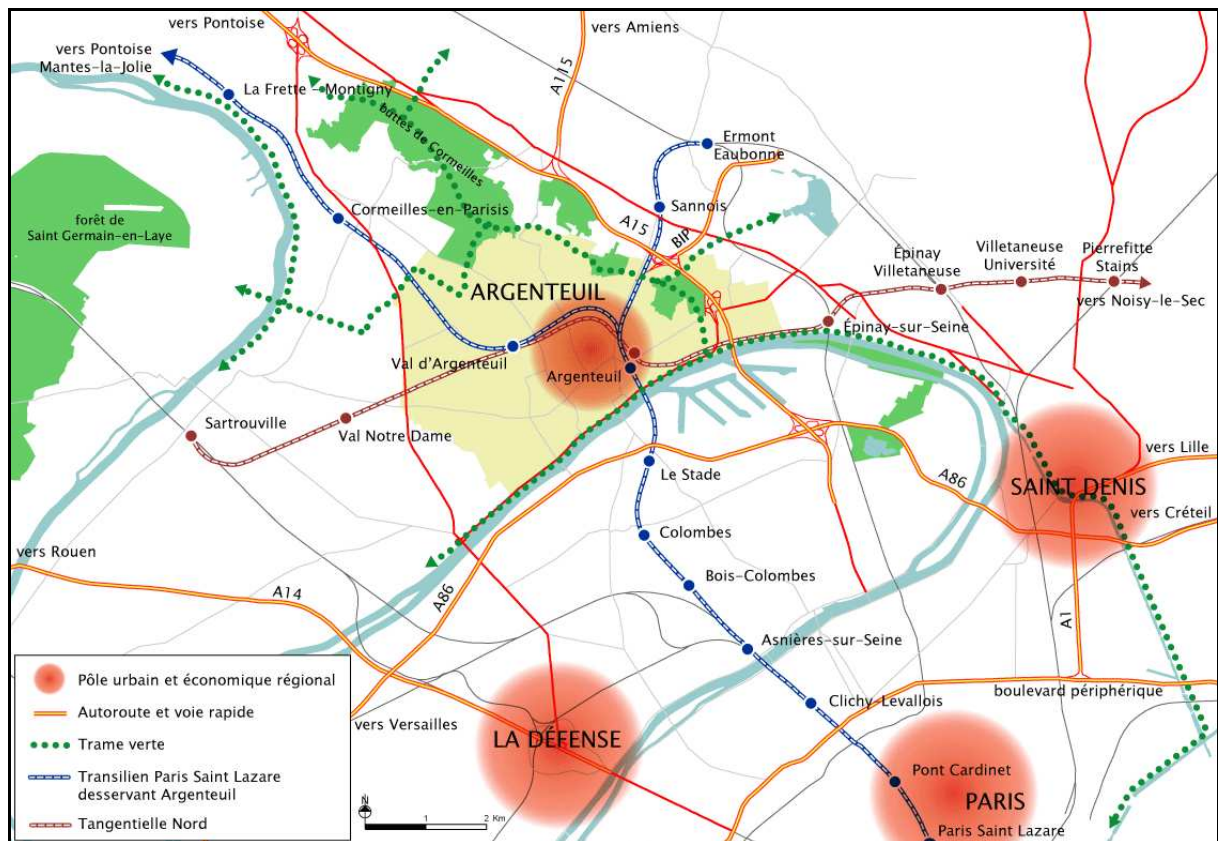 vers Pontoise
vers Amiens
vers Pontoise
Mantes-la-Jolie
La Frette - Montigny
A115
buttes de Cormeilles
Ermont
Eaubonne
forêt de
Saint Germain-en-Laye
Cormeilles-en-Parisis
Sannois
A15
BIP
Épinay
Villetaneuse
Villetaneuse
Université
Pierrefitte
Stains
vers Noisy-le-Sec
ARGENTEUIL
Épinay-sur-Seine
Val d'Argenteuil
Argenteuil
Sartrouville
Val Notre Dame
Le Stade
A86
SAINT DENIS
vers Lille
vers Créteil
vers Rouen
Colombes
Bois-Colombes
A14
A86
A1
Asnières-sur-Seine
Clichy-Levallois
boulevard périphérique
vers Versailles
LA DÉFENSE
Pont Cardinet
PARIS
Paris Saint Lazare
Pôle urbain et économique régional
Autoroute et voie rapide
Trame verte
Transilien Paris Saint Lazare
desservant Argenteuil
Tangentielle Nord
N
1
2 Km